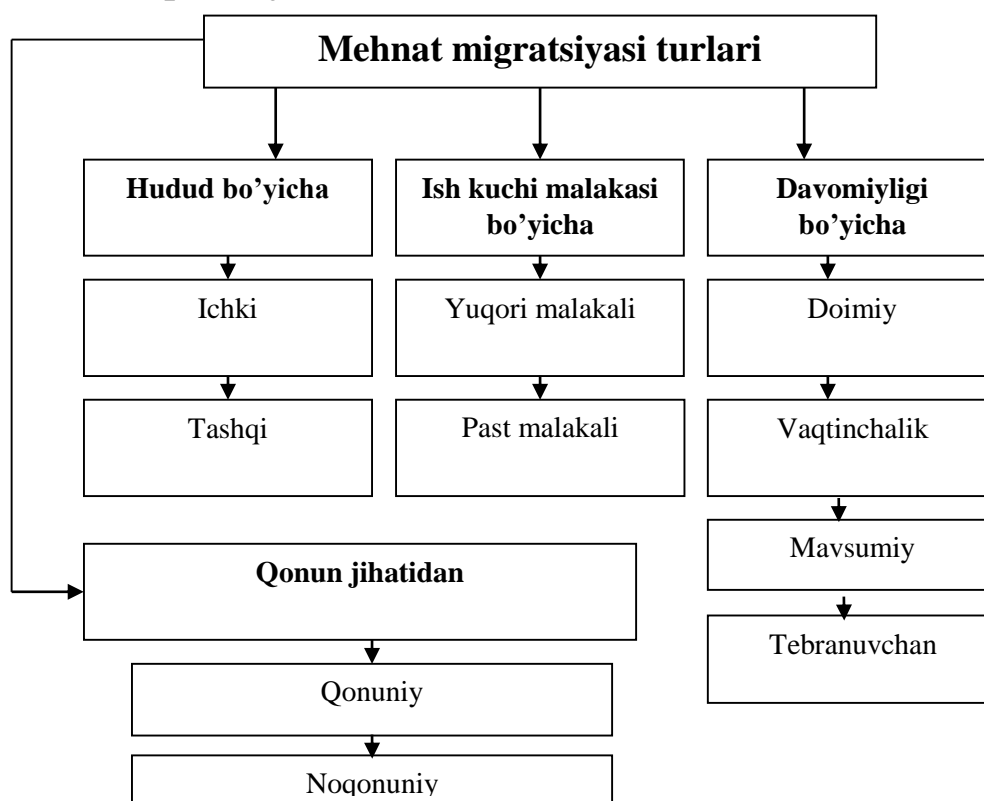 Mehnat migratsiyasi turlari
Hudud bo’yicha
Ish kuchi malakasi
bo’yicha
Davomiyligi
bo’yicha
Ichki
Yuqori malakali
Doimiy
Tashqi
Past malakali
Vaqtinchalik
Mavsumiy
Qonun jihatidan
Tebranuvchan
Qonuniy
Noqonuniy